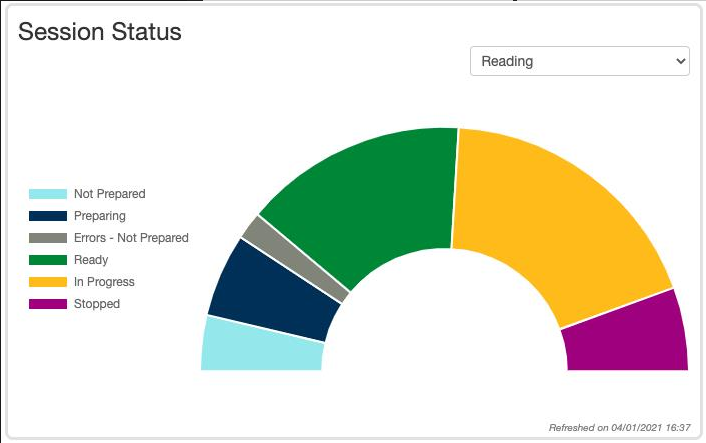 Session Status
Reading
Not Prepared
Preparing
Errors - Not Prepared
Ready
In Progress
Stopped
Refreshed on 04/01/2021 16:37